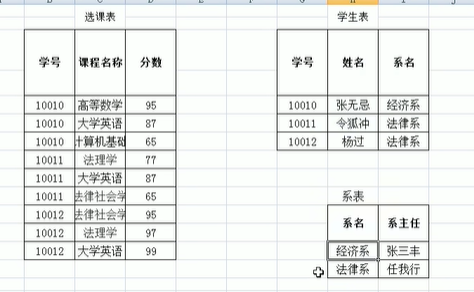 选课表
学号 课程名称 分数
10010 高等数学 95
10010 大学英语 87
10010 计算机基础 65
10011 法理学 77
10011 大学英语 87
10011 法律社会学 65
10012 法律社会学 95
10012 法理学 97
10012 大学英语 99
学生表
学号 姓名 系名
10010 张无忌 经济系
10011 令狐冲 法律系
10012 杨过 法律系
系表
系名 系主任
经济系 张三丰
法律系 任我行